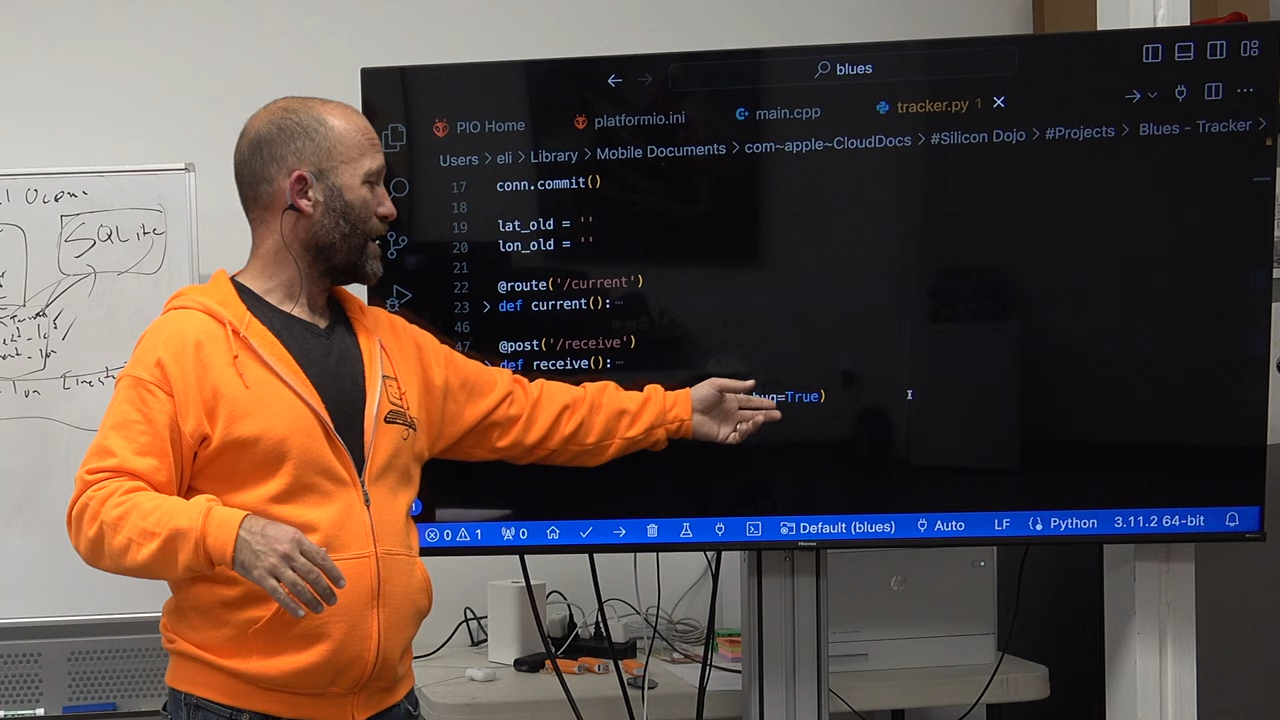 blues
PIO Home
platformio.ini
main.cpp
tracker.py 1
Users > eli > Library > Mobile Documents > com~apple~CloudDocs > #Silicon Dojo > #Projects > Blues - Tracker >
17 conn.commit()
18
19 lat_old = ''
20 lon_old = ''
21
22 @route('/current')
23 > def current():
46
47 @post('/receive')
def receive():
bug=True)
0 1 0 Default (blues) Auto LF Python 3.11.2 64-bit
SQLite
hp